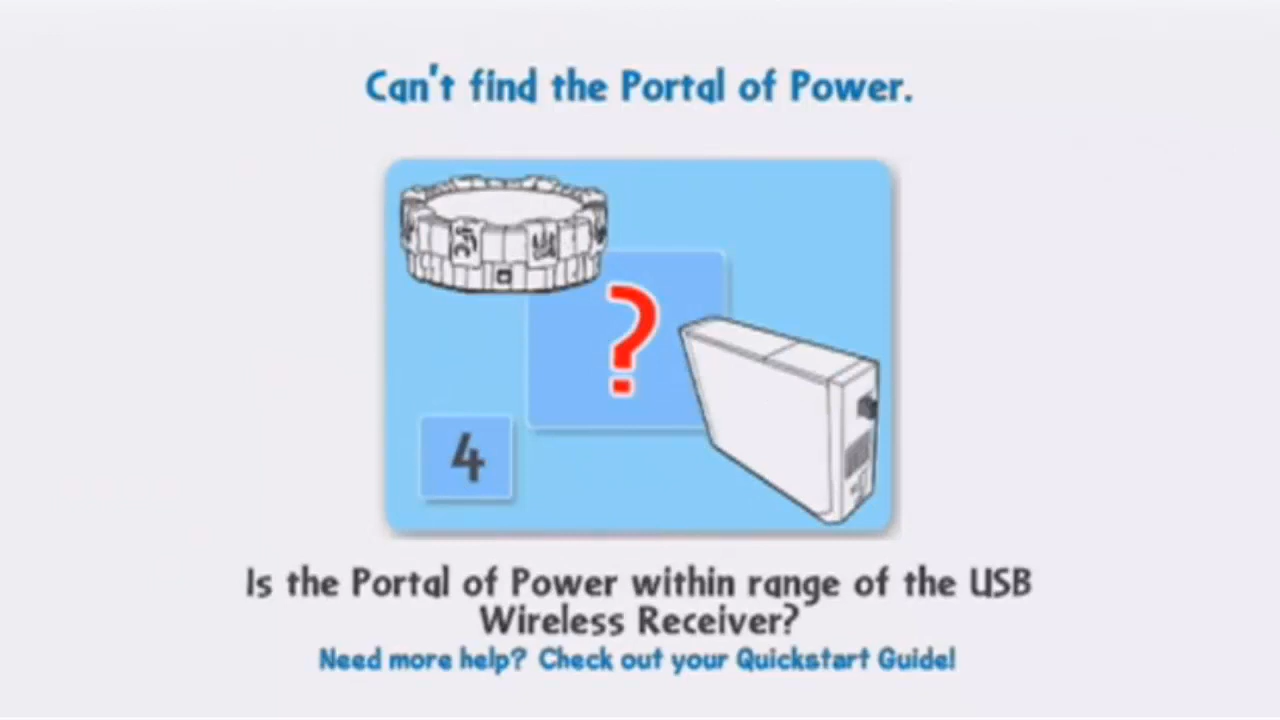 Can't find the Portal of Power.
?
4
Is the Portal of Power within range of the USB
Wireless Receiver?
Need more help? Check out your Quickstart Guide!